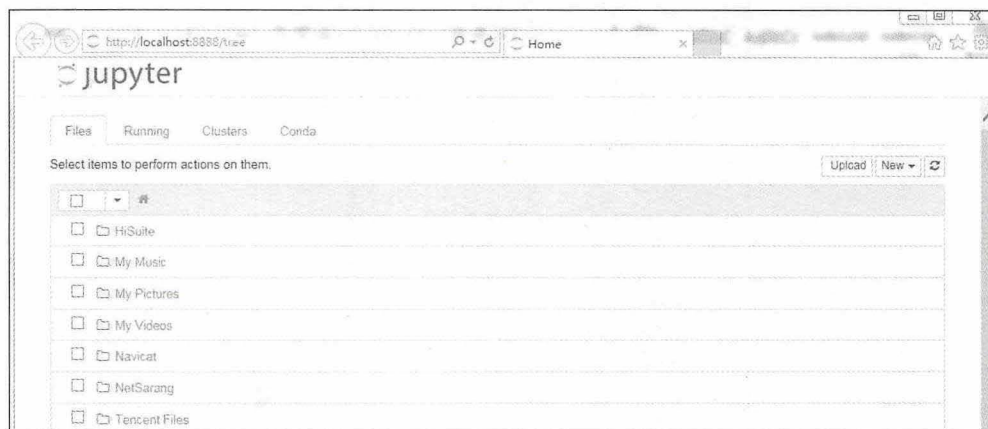 http://localhost:8888/tree Home
jupyter
Files Running Clusters Conda
Select items to perform actions on them. Upload New
HiSuite
My Music
My Pictures
My Videos
Navicat
NetSarang
Tencent Files